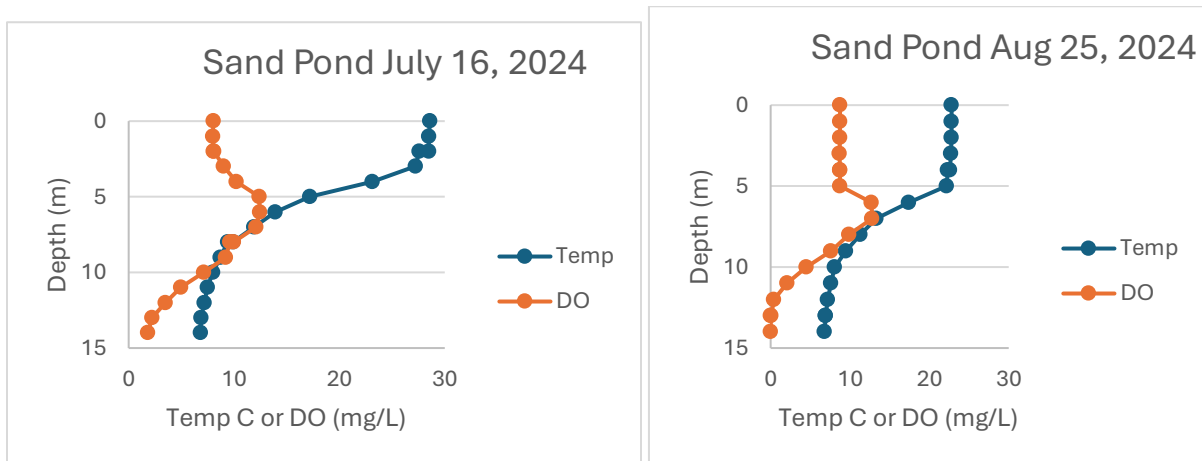 Sand Pond July 16, 2024
0
5
10
15
Depth (m)
0 10 20 30
Temp C or DO (mg/L)
Temp
DO
Sand Pond Aug 25, 2024
0
5
10
15
Depth (m)
0 10 20 30
Temp C or DO (mg/L)
Temp
DO